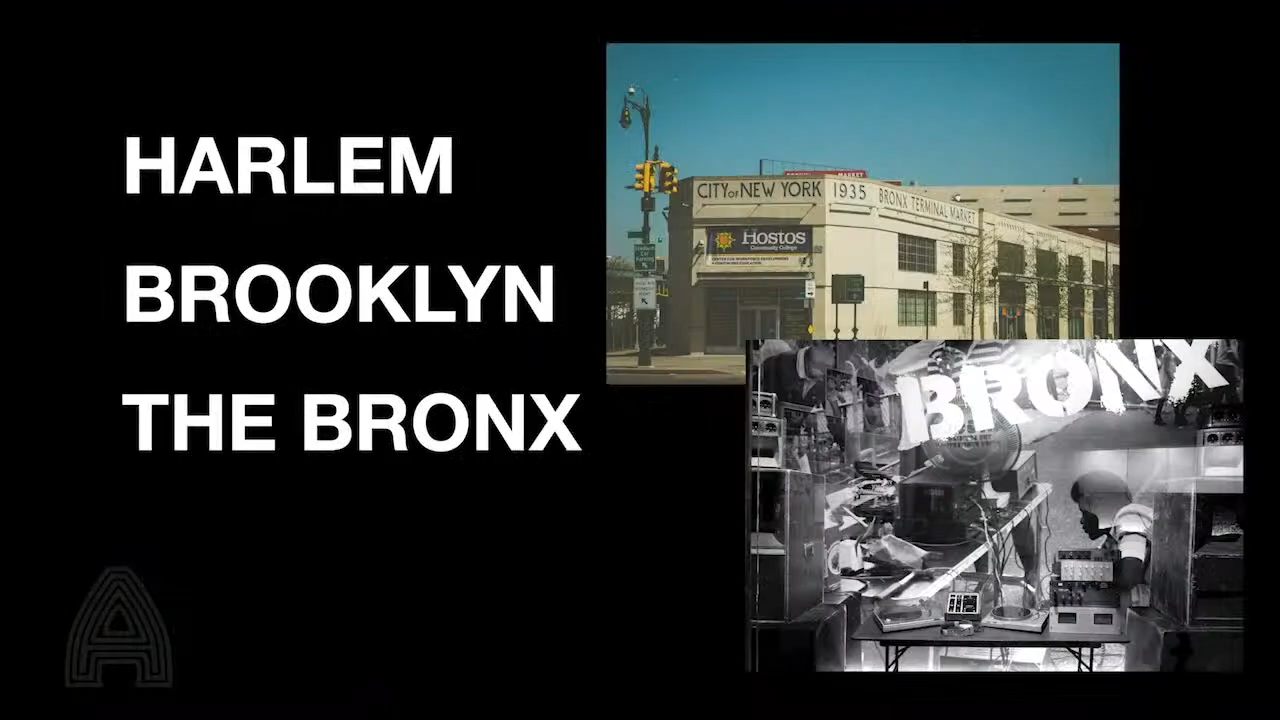 HARLEM
BROOKLYN
THE BRONX
CITY OF NEW YORK 1935 BRONX TERMINAL MARKET
HOSTOS
Community College
BRONX
A